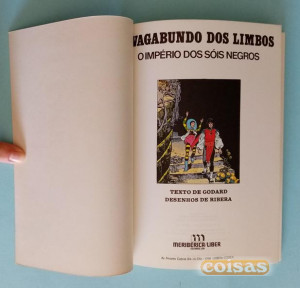 VAGABUNDO DOS LIMBOS
O IMPÉRIO DOS SÓIS NEGROS
TEXTO DE GODARD
DESENHOS DE RIBERA
MERIBÉRICA/LIBER
coisas